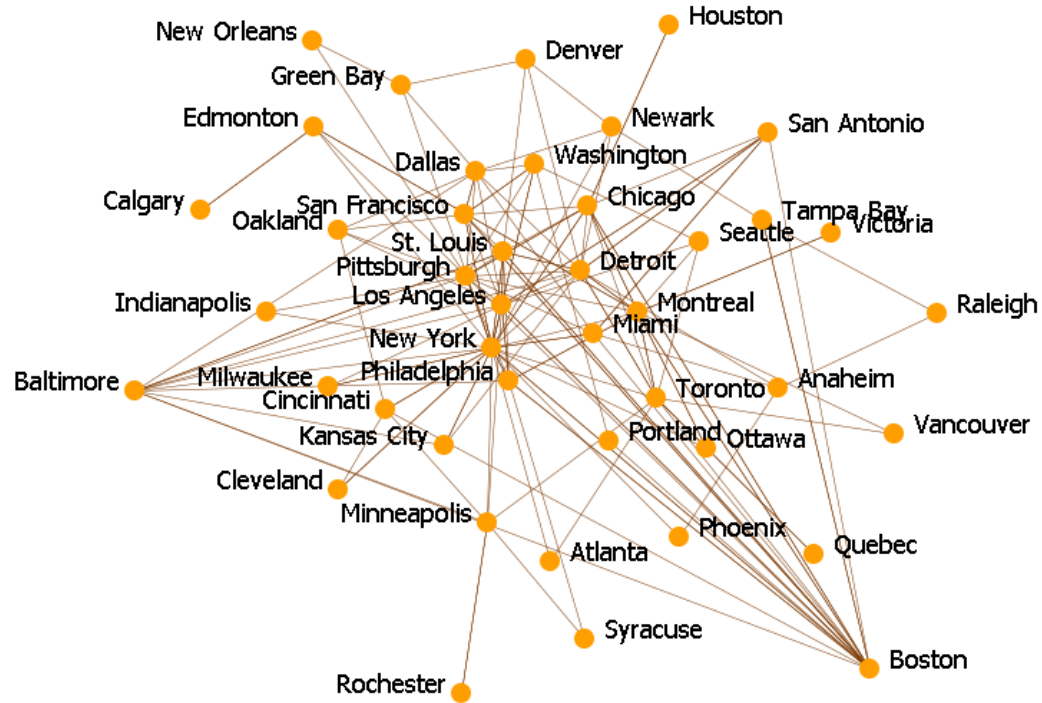 Houston
New Orleans
Denver
Green Bay
Edmonton
Newark
San Antonio
Dallas
Washington
Calgary
San Francisco
Chicago
Oakland
Tampa Bay
Victoria
Seattle
St. Louis
Pittsburgh
Detroit
Indianapolis
Los Angeles
Montreal
Raleigh
Miami
New York
Baltimore
Milwaukee
Philadelphia
Toronto
Anaheim
Cincinnati
Kansas City
Portland
Ottawa
Vancouver
Cleveland
Minneapolis
Phoenix
Quebec
Atlanta
Syracuse
Boston
Rochester